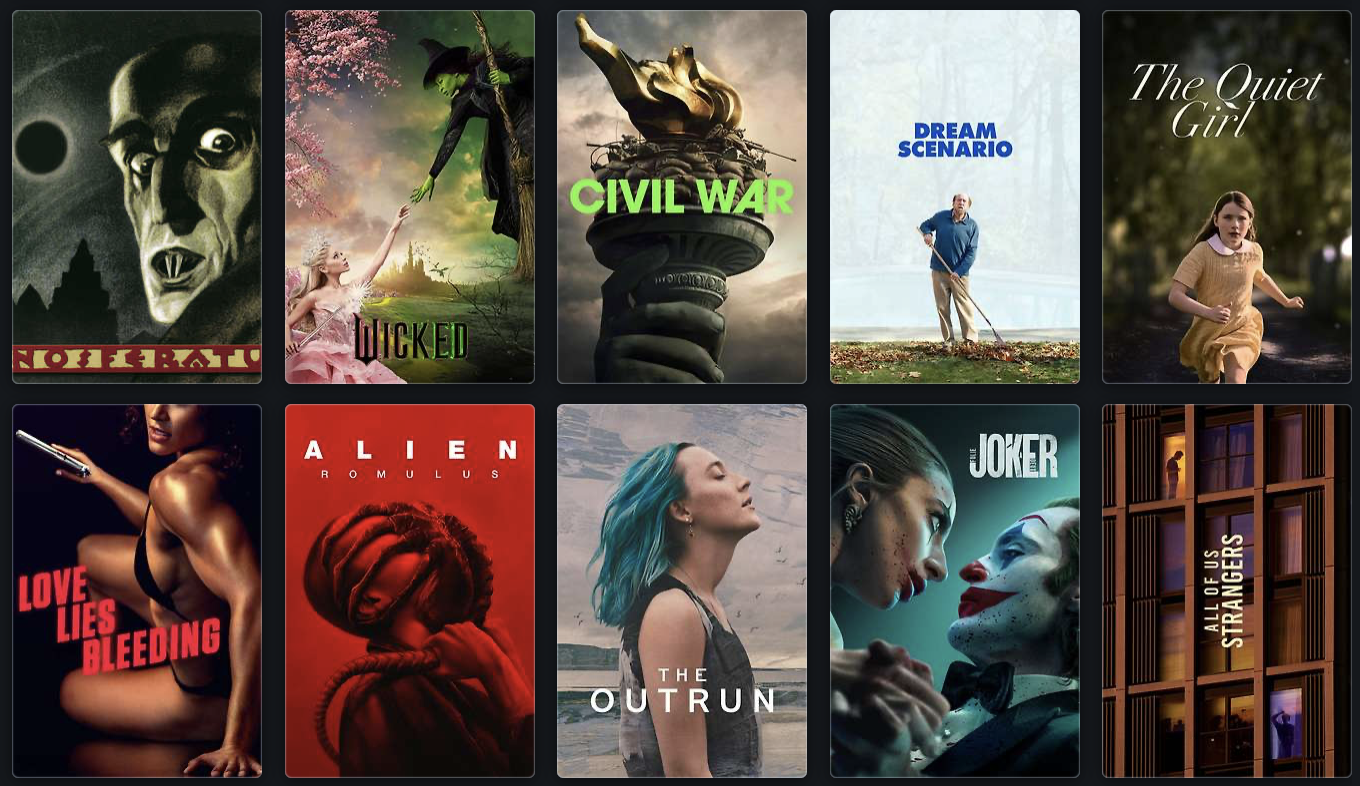 NOSFERATU
WICKED
CIVIL WAR
DREAM
SCENARIO
The Quiet
Girl
LOVE
LIES
BLEEDING
ALIEN
ROMULUS
THE
OUTRUN
JOKER
ALL OF US
STRANGERS